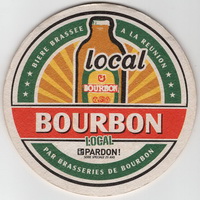 BIÈRE BRASSÉE À LA RÉUNION
local
BOURBON
BOURBON
LOCAL
PARDON!
PAR BRASSERIES DE BOURBON